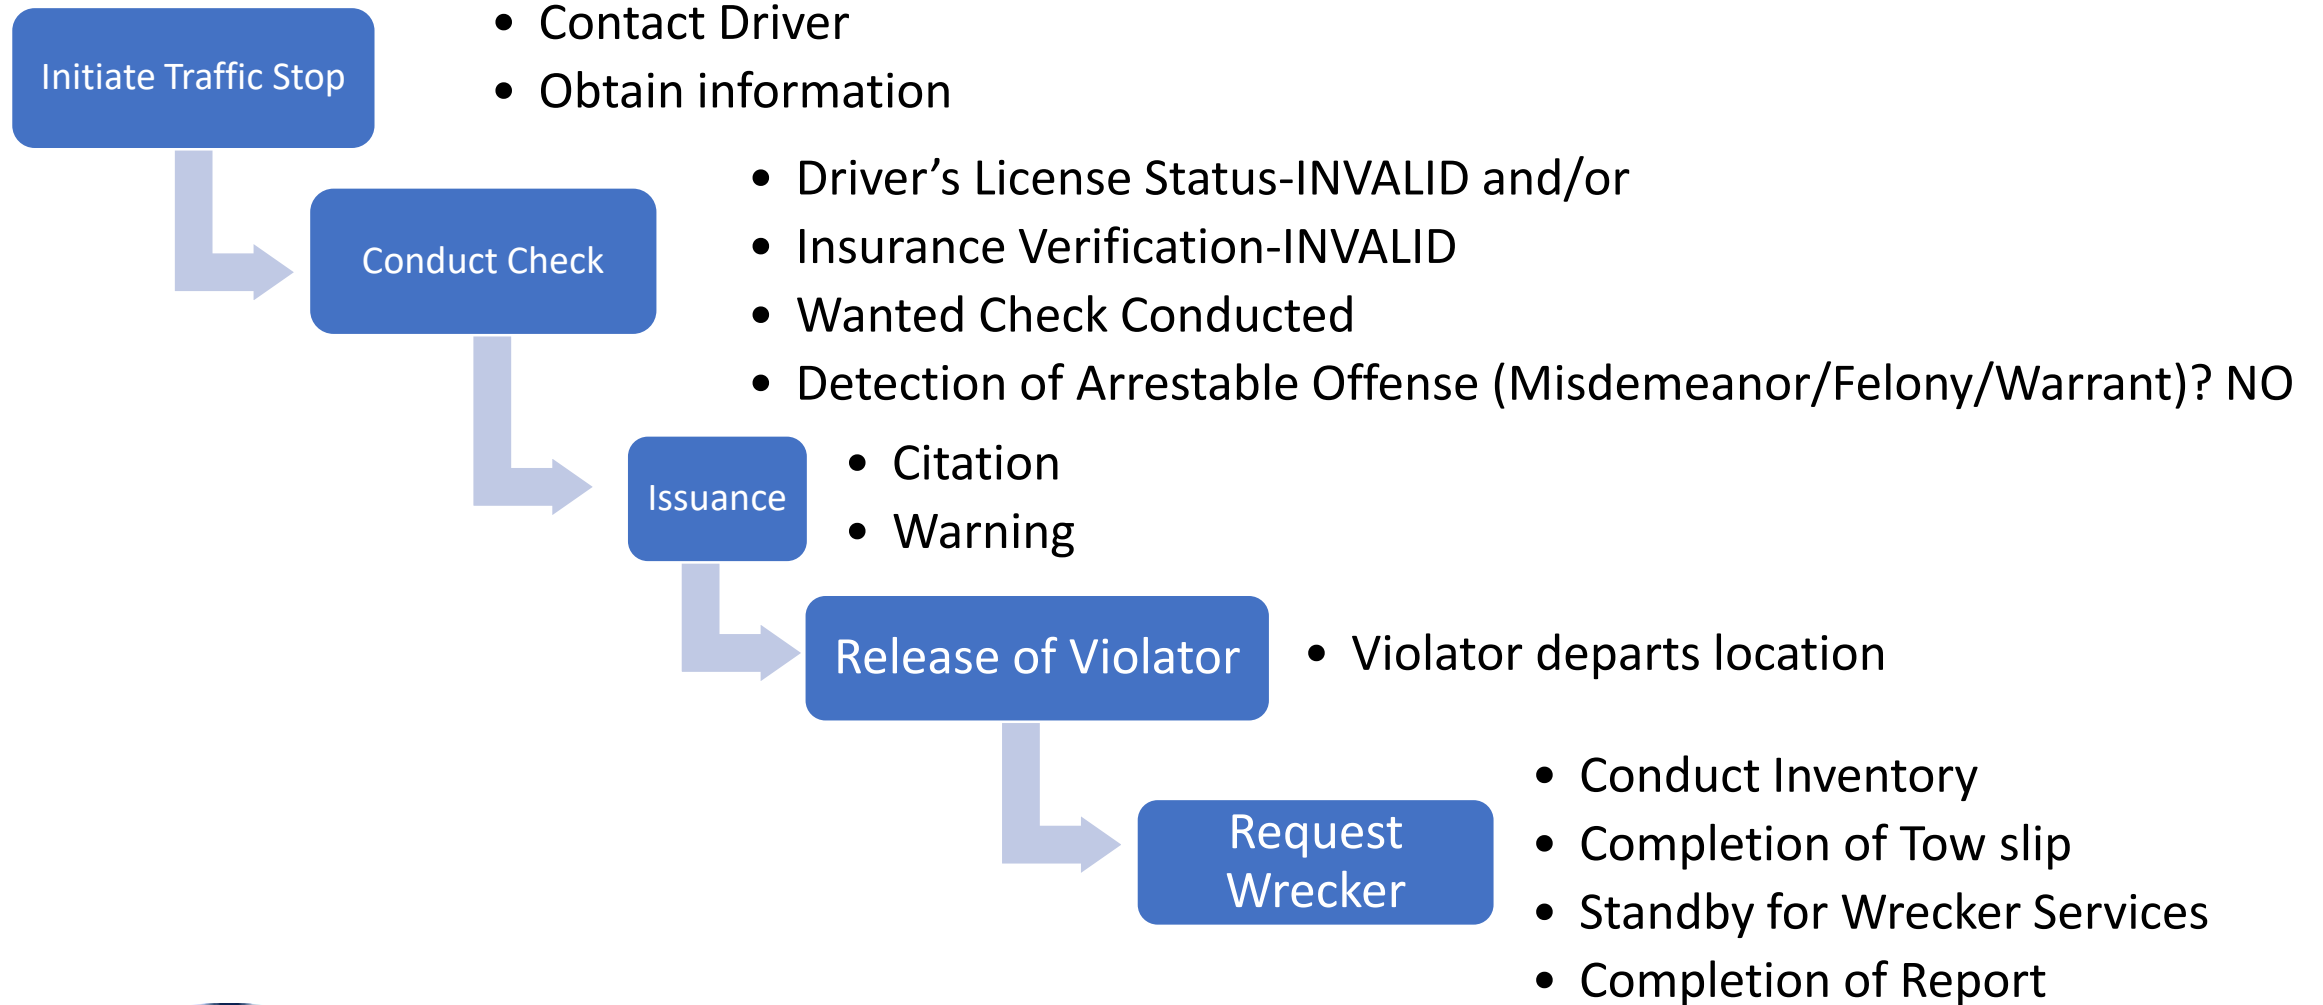 Initiate Traffic Stop
• Contact Driver
• Obtain information
Conduct Check
• Driver’s License Status-INVALID and/or
• Insurance Verification-INVALID
• Wanted Check Conducted
• Detection of Arrestable Offense (Misdemeanor/Felony/Warrant)? NO
Issuance
• Citation
• Warning
Release of Violator
• Violator departs location
Request
Wrecker
• Conduct Inventory
• Completion of Tow slip
• Standby for Wrecker Services
• Completion of Report